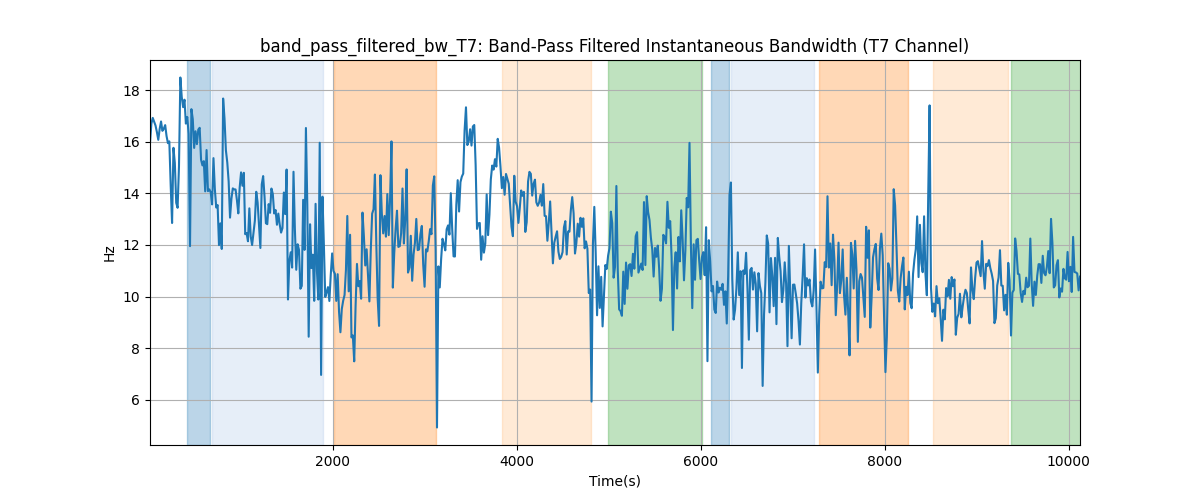 band_pass_filtered_bw_T7: Band-Pass Filtered Instantaneous Bandwidth (T7 Channel)
18
16
14
12
10
8
6
Hz
2000 4000 6000 8000 10000
Time(s)